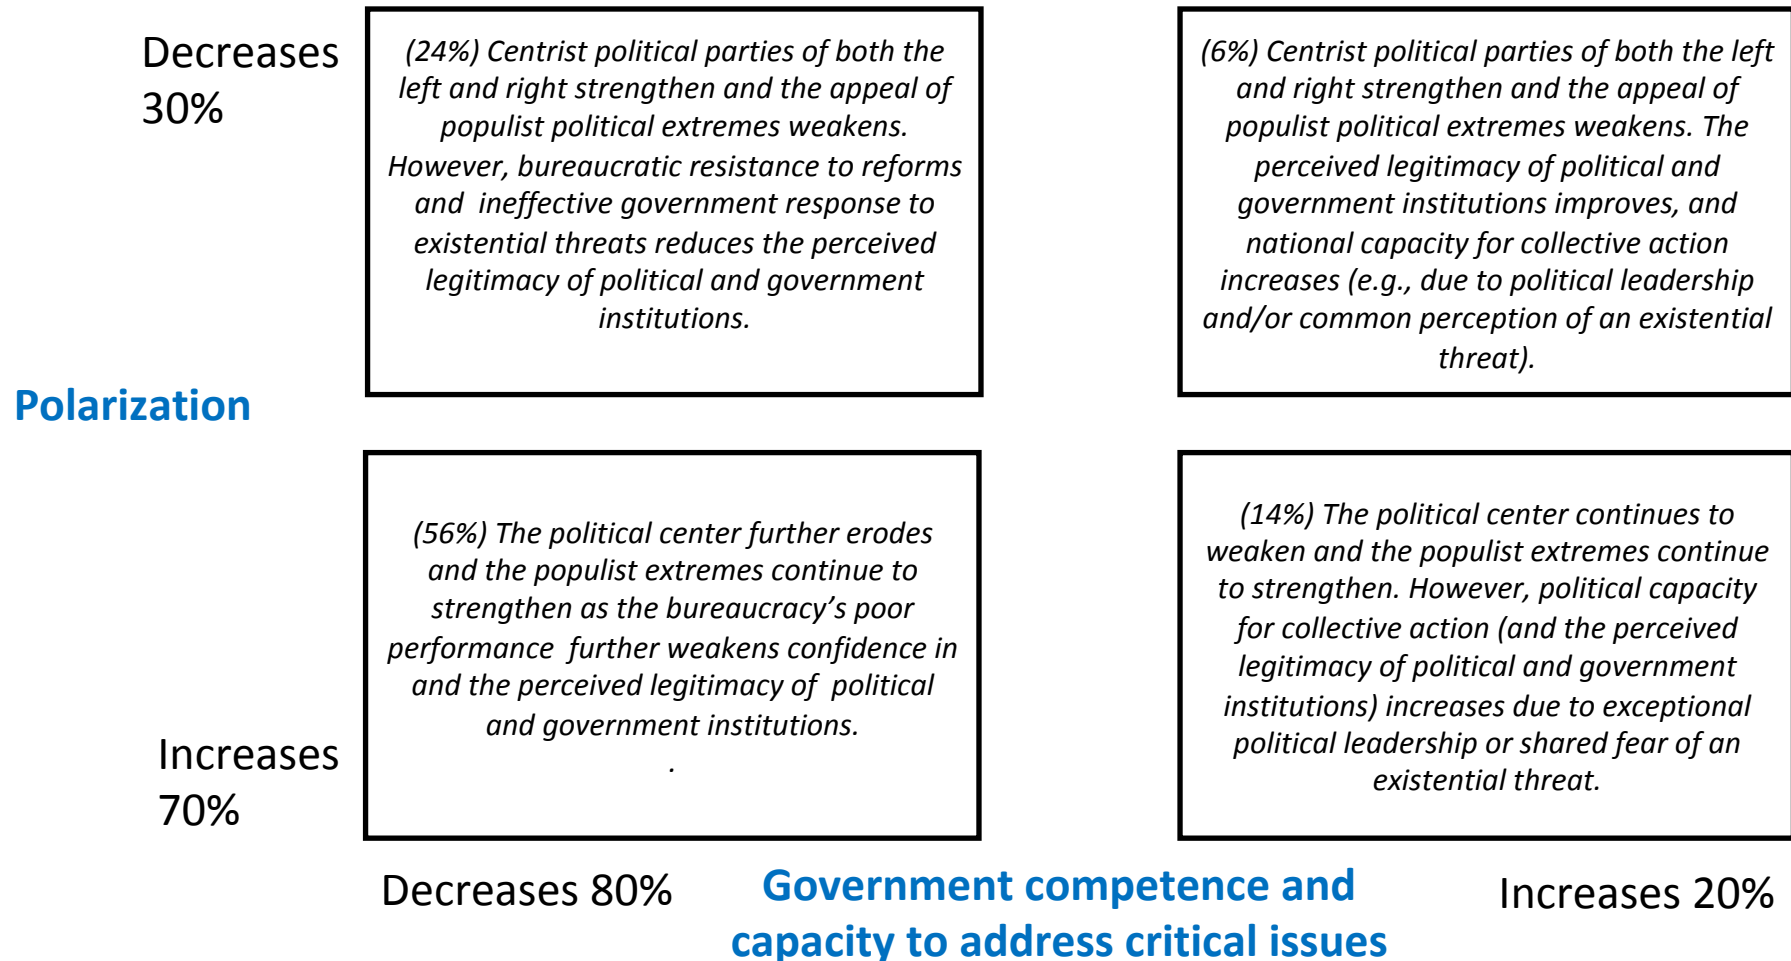 Decreases
30%
(24%) Centrist political parties of both the
left and right strengthen and the appeal of
populist political extremes weakens.
However, bureaucratic resistance to reforms
and ineffective government response to
existential threats reduces the perceived
legitimacy of political and government
institutions.
(6%) Centrist political parties of both the left
and right strengthen and the appeal of
populist political extremes weakens. The
perceived legitimacy of political and
government institutions improves, and
national capacity for collective action
increases (e.g., due to political leadership
and/or common perception of an existential
threat).
Polarization
(56%) The political center further erodes
and the populist extremes continue to
strengthen as the bureaucracy’s poor
performance further weakens confidence in
and the perceived legitimacy of political
and government institutions.
.
(14%) The political center continues to
weaken and the populist extremes continue
to strengthen. However, political capacity
for collective action (and the perceived
legitimacy of political and government
institutions) increases due to exceptional
political leadership or shared fear of an
existential threat.
Increases
70%
Decreases 80%
Government competence and
capacity to address critical issues
Increases 20%